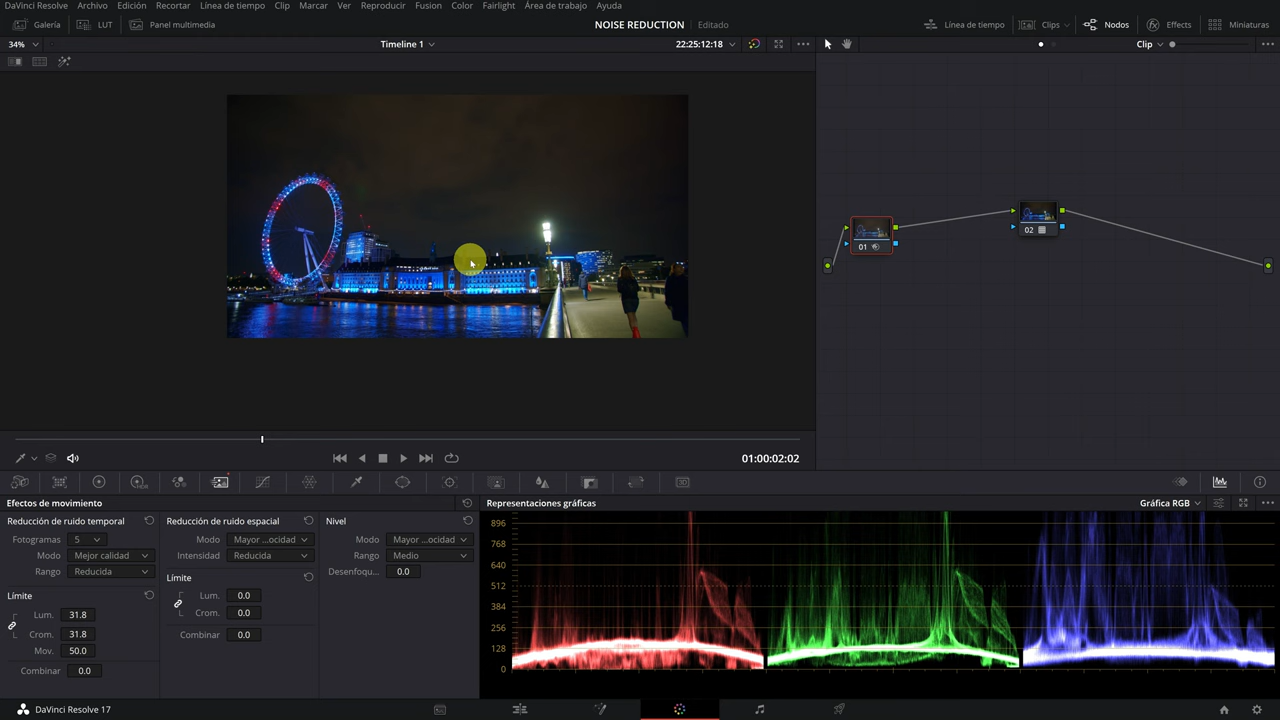 DaVinci Resolve Archivo Edición Recortar Línea de tiempo Clip Marcar Ver Reproducir Fusion Color Fairlight Área de trabajo Ayuda
Galería LUT Panel multimedia NOISE REDUCTION Editado Línea de tiempo Clips Nodos Effects Miniaturas
34% Timeline 1 22:25:12:18 Clip
01
02
01:00:02:02
Efectos de movimiento Representaciones gráficas Gráfica RGB
Reducción de ruido temporal Reducción de ruido espacial Nivel
Fotogramas 5 Modo Mayor ...ocidad Modo Mayor ...ocidad
Modo Mejor calidad Intensidad Reducida Rango Medio
Rango Reducida Desenfoqu... 0.0
Límite
Límite
Lum. 31.8 Lum. 0.0
Crom. 31.8 Crom. 0.0
Mov. 50.0 Combinar 0.0
Combinar 0.0
896
768
640
512
384
256
128
0
DaVinci Resolve 17